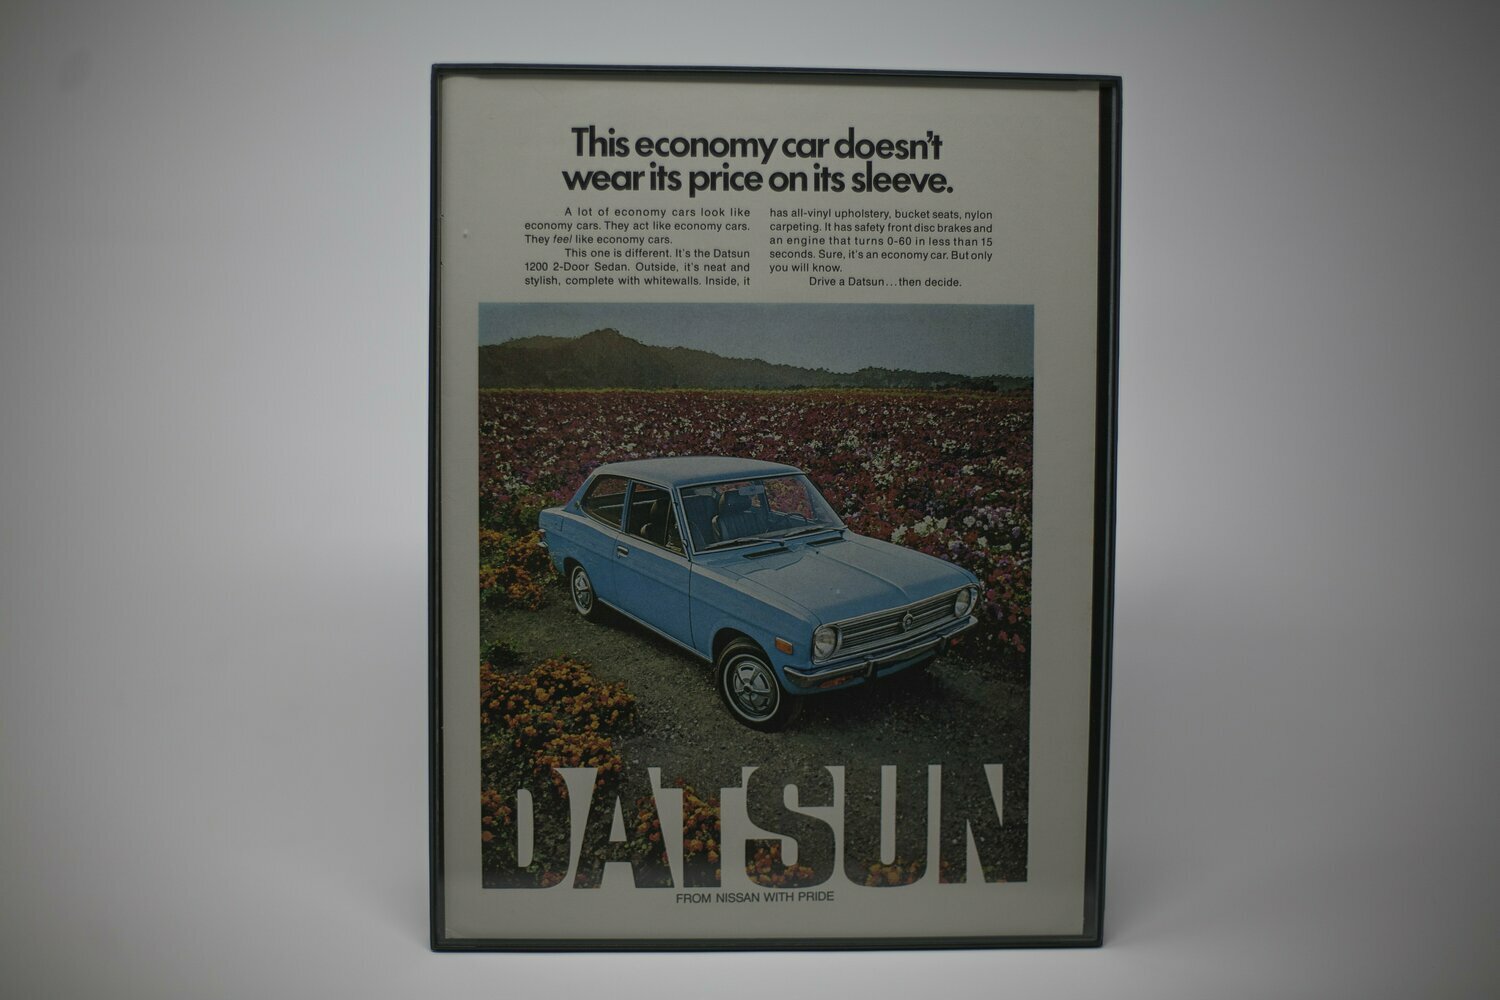 This economy car doesn't
wear its price on its sleeve.
A lot of economy cars look like
economy cars. They act like economy cars.
They feel like economy cars.
This one is different. It's the Datsun
1200 2-Door Sedan. Outside, it's neat and
stylish, complete with whitewalls. Inside, it
has all-vinyl upholstery, bucket seats, nylon
carpeting. It has safety front disc brakes and
an engine that turns 0-60 in less than 15
seconds. Sure, it's an economy car. But only
you will know.
Drive a Datsun...then decide.
DATSUN
FROM NISSAN WITH PRIDE